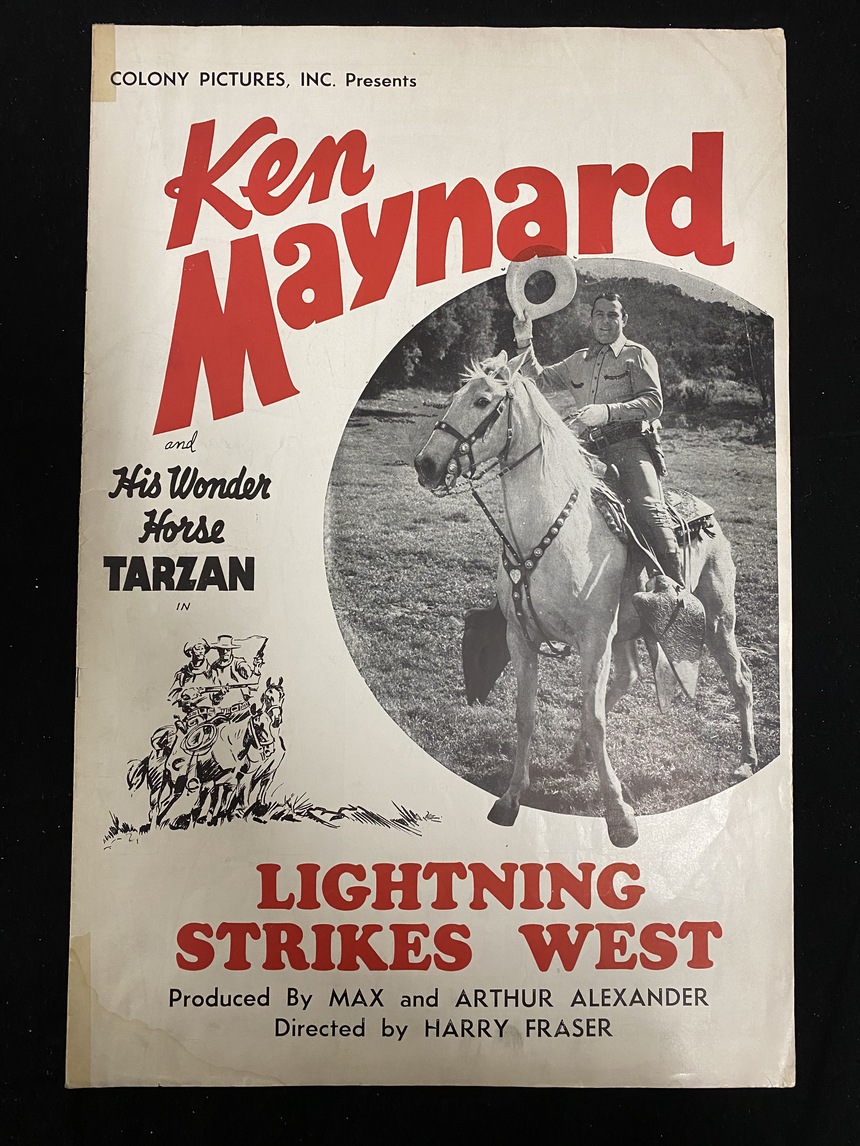 COLONY PICTURES, INC. Presents
Ken
Maynard
and
His Wonder
Horse
TARZAN
IN
LIGHTNING
STRIKES WEST
Produced By MAX and ARTHUR ALEXANDER
Directed by HARRY FRASER